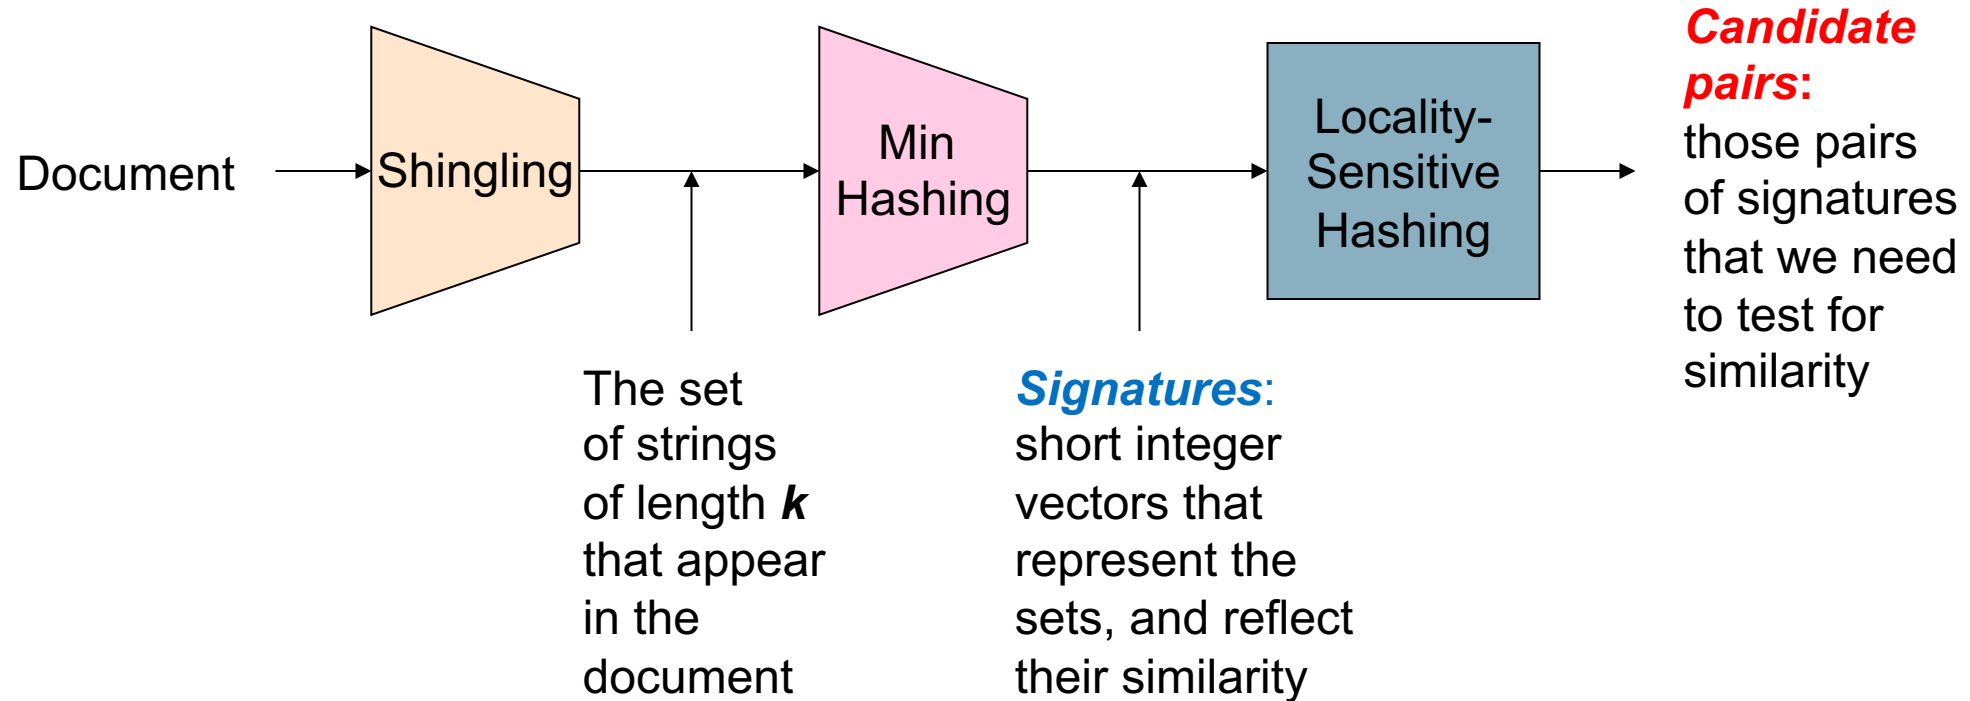 Document
Shingling
Min
Hashing
Locality-
Sensitive
Hashing
Candidate
pairs:
those pairs
of signatures
that we need
to test for
similarity
The set
of strings
of length k
that appear
in the
document
Signatures:
short integer
vectors that
represent the
sets, and reflect
their similarity